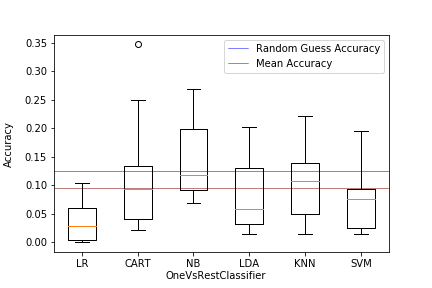 Random Guess Accuracy
Mean Accuracy
Accuracy
0.35
0.30
0.25
0.20
0.15
0.10
0.05
0.00
LR CART NB LDA KNN SVM
OneVsRestClassifier